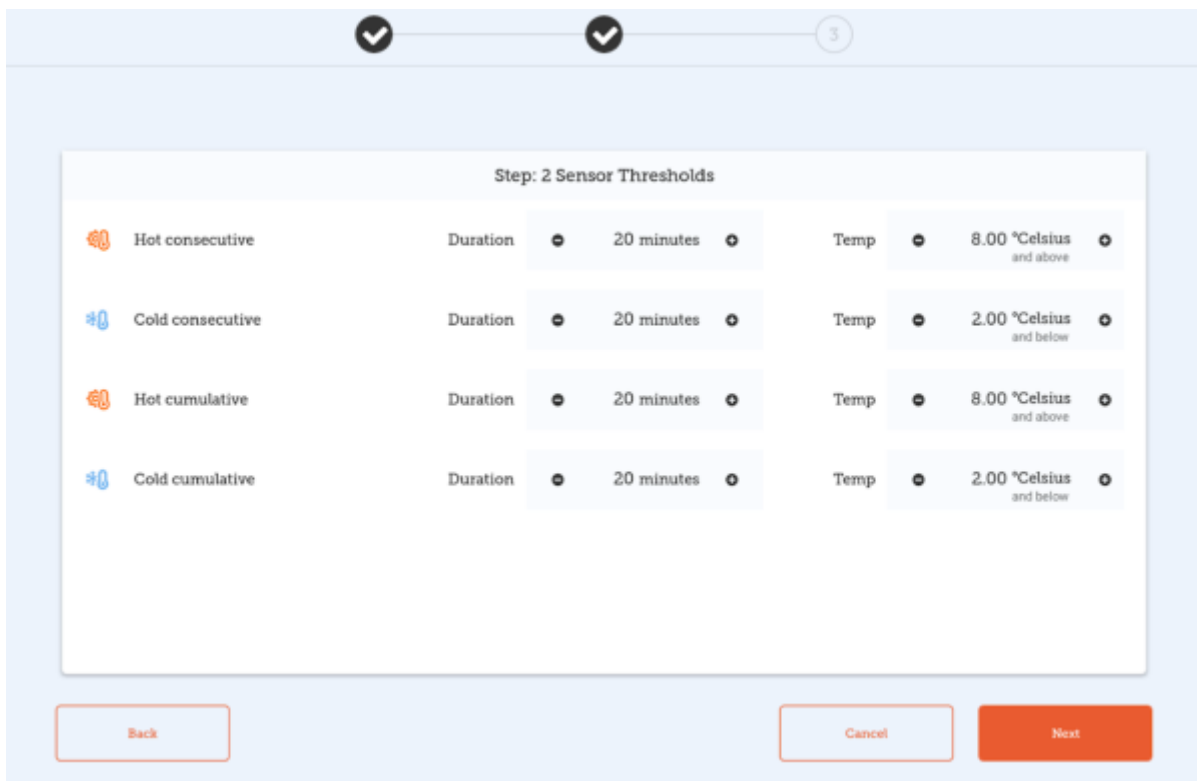 3
Step: 2 Sensor Thresholds
Hot consecutive Duration 20 minutes Temp 8.00 °Celsius
and above
Cold consecutive Duration 20 minutes Temp 2.00 °Celsius
and below
Hot cumulative Duration 20 minutes Temp 8.00 °Celsius
and above
Cold cumulative Duration 20 minutes Temp 2.00 °Celsius
and below
Back Cancel Next